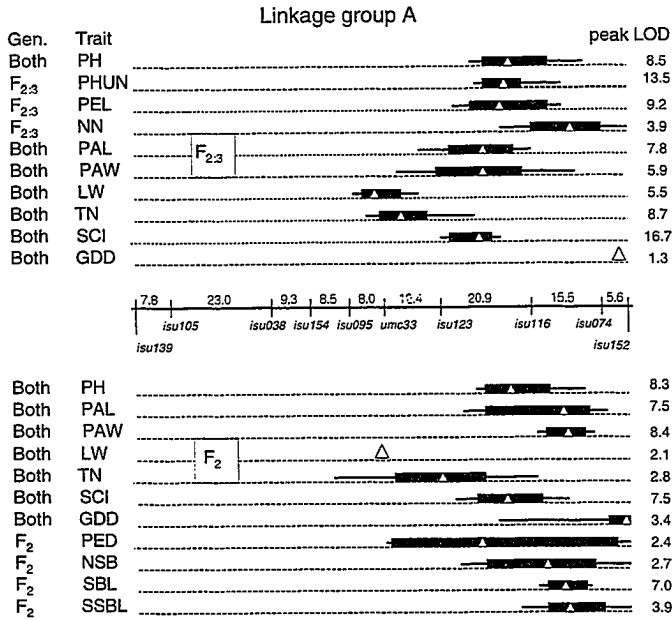 Linkage group A
Gen. Trait peak LOD
Both PH 8.5
F2:3 PHUN 13.5
F2:3 PEL 9.2
F2:3 NN 3.9
Both PAL 7.8
F2:3
Both PAW 5.9
Both LW 5.5
Both TN 8.7
Both SCI 16.7
Both GDD 1.3
7.8 23.0 9.3 8.5 8.0 20.9 15.5 5.6
isu105 isu038 isu154 isu095 umc33 isu123 isu116 isu074
isu139 isu152
Both PH 8.3
Both PAL 7.5
Both PAW 8.4
Both LW 2.1
F2
Both TN 2.8
Both SCI 7.5
Both GDD 3.4
F2 PED 2.4
F2 NSB 2.7
F2 SBL 7.0
F2 SSBL 3.9